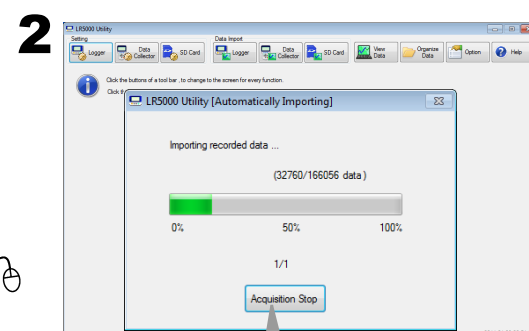 2
LR5000 Utility
Setting
Data Import
Logger
Data Collector
SD Card
Logger
Data Collector
SD Card
View Data
Organize Data
Option
Help
Click the buttons of a tool bar , to change to the screen for every function.
Click
LR5000 Utility [Automatically Importing]
Importing recorded data ...
(32760/166056 data )
0% 50% 100%
1/1
Acquisition Stop